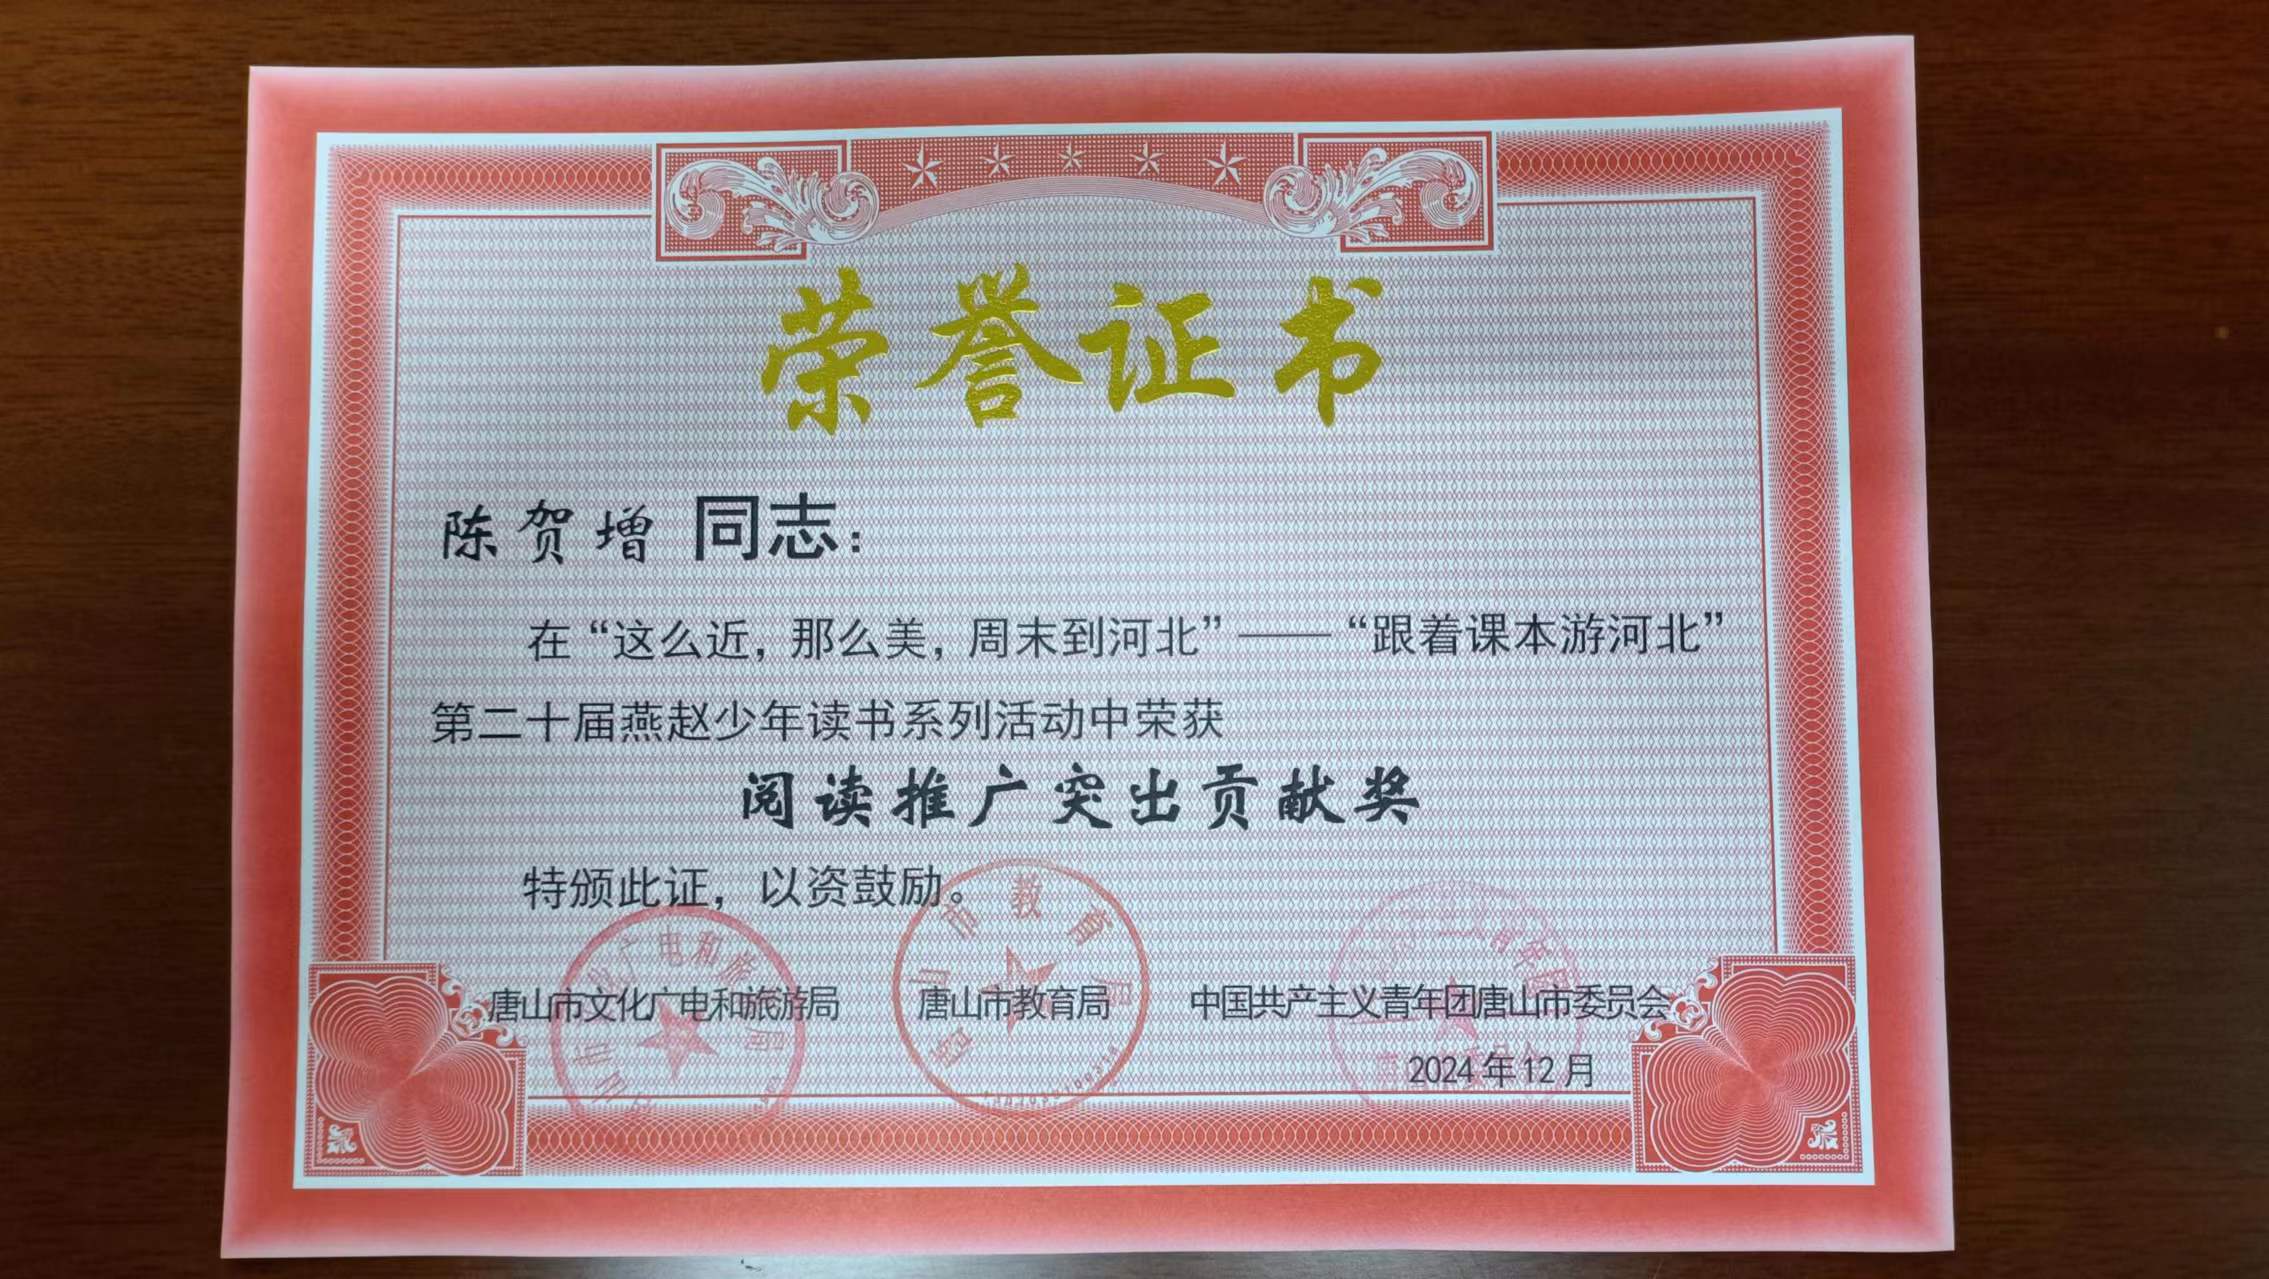 荣誉证书
陈贺增 同志：
在“这么近，那么美，周末到河北”——“跟着课本游河北”
第二十届燕赵少年读书系列活动中荣获
阅读推广突出贡献奖
特颁此证，以资鼓励。
唐山市文化广电和旅游局 唐山市教育局 中国共产主义青年团唐山市委员会
2024年12月